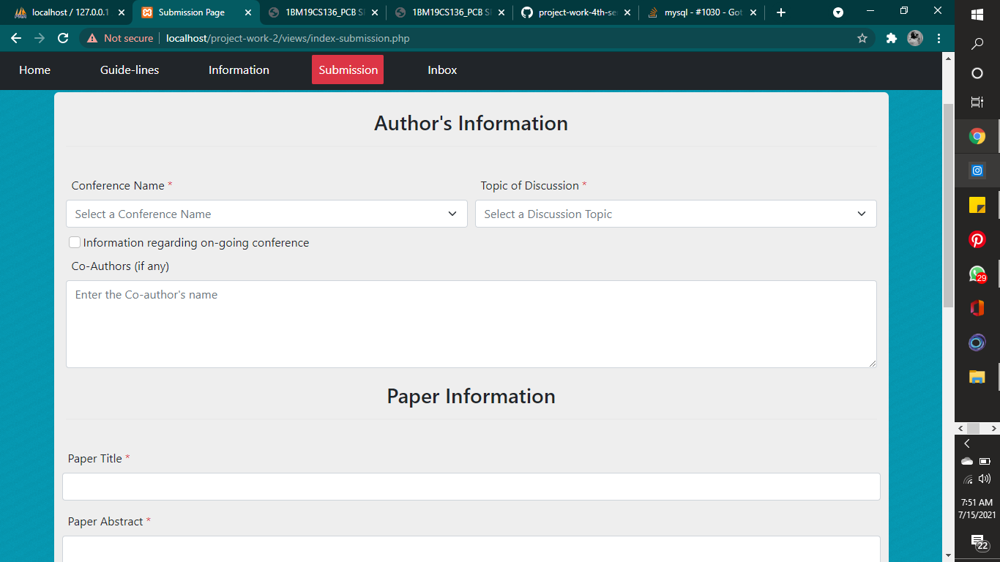 localhost / 127.0.0.1
Submission Page
1BM19CS136_PCB S
1BM19CS136_PCB S
project-work-4th-se
mysql - #1030 - Got
Not secure
localhost/project-work-2/views/index-submission.php
Home
Guide-lines
Information
Submission
Inbox
Author's Information
Conference Name *
Topic of Discussion *
Select a Conference Name
Select a Discussion Topic
Information regarding on-going conference
Co-Authors (if any)
Enter the Co-author's name
Paper Information
Paper Title *
Paper Abstract *
29
7:51 AM
7/15/2021
22